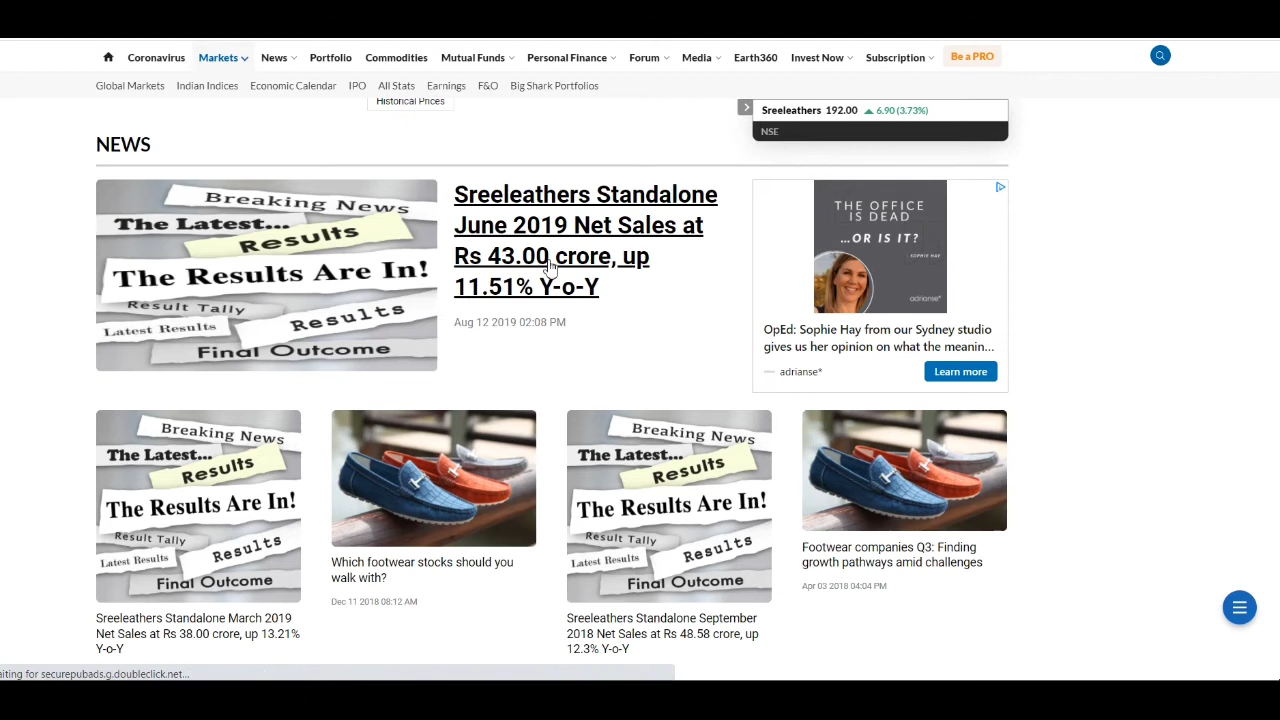 Coronavirus Markets News Portfolio Commodities Mutual Funds Personal Finance Forum Media Earth360 Invest Now Subscription Be a PRO
Global Markets Indian Indices Economic Calendar IPO All Stats Earnings F&O Big Shark Portfolios
Historical Prices
Sreeleathers 192.00 6.90 (3.73%)
NSE
NEWS
Breaking News
The Latest...
Results
The Results Are In!
Result Tally
Results
Latest Results
Final Outcome
Sreeleathers Standalone
June 2019 Net Sales at
Rs 43.00 crore, up
11.51% Y-o-Y
Aug 12 2019 02:08 PM
THE OFFICE
IS DEAD
...OR IS IT?
SOPHIE HAY
adrianse*
OpEd: Sophie Hay from our Sydney studio
gives us her opinion on what the meanin...
adrianse*
Learn more
Breaking News
The Latest...
Results
The Results Are In!
Result Tally
Results
Latest Results
Final Outcome
Sreeleathers Standalone March 2019
Net Sales at Rs 38.00 crore, up 13.21%
Y-o-Y
Which footwear stocks should you
walk with?
Dec 11 2018 08:12 AM
Breaking News
The Latest...
Results
The Results Are In!
Result Tally
Results
Latest Results
Final Outcome
Sreeleathers Standalone September
2018 Net Sales at Rs 48.58 crore, up
12.3% Y-o-Y
Footwear companies Q3: Finding
growth pathways amid challenges
Apr 03 2018 04:04 PM
aiting for securepubads.g.doubleclick.net...